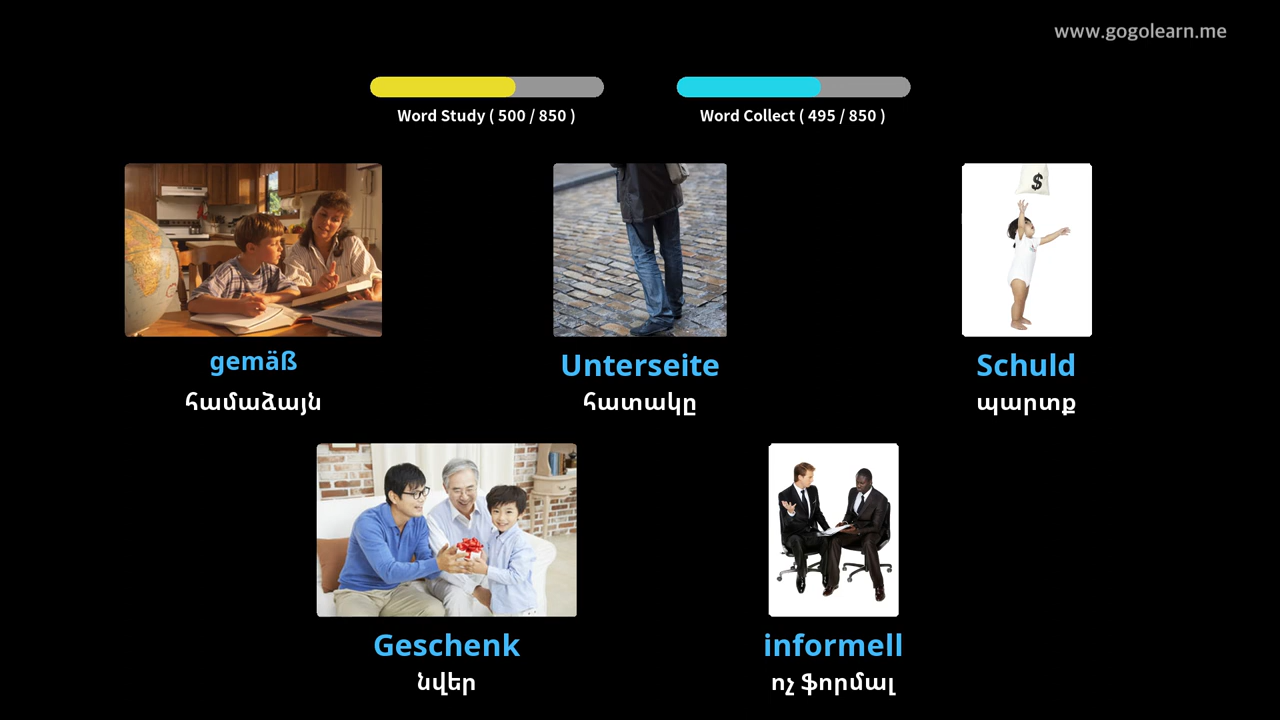 www.gogolearn.me
Word Study ( 500 / 850 )
Word Collect ( 495 / 850 )
$
gemäß
համաձայն
Unterseite
հատակը
Schuld
պարտք
Geschenk
նվեր
informell
ոչ ֆորմալ